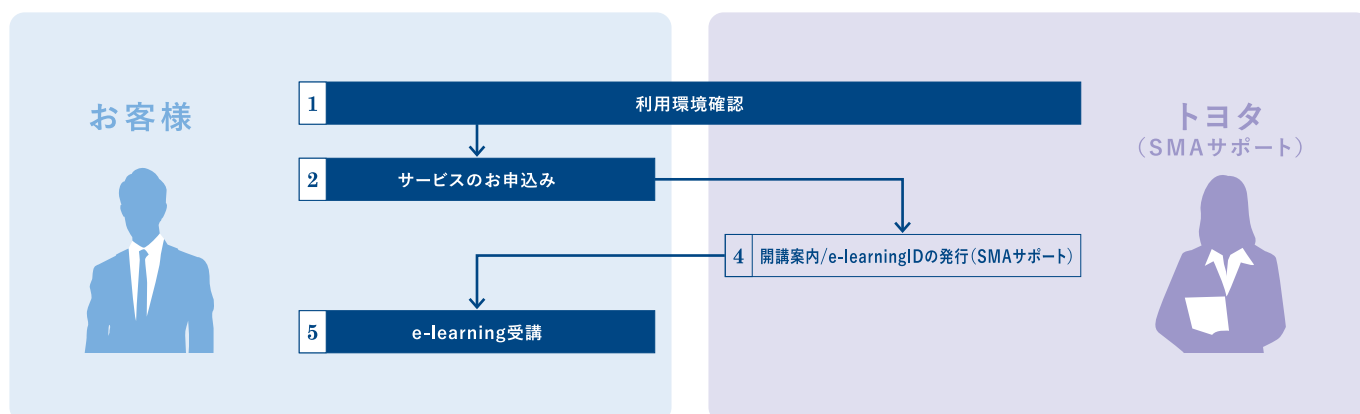 お客様
1 利用環境確認
トヨタ
(SMAサポート)
2 サービスのお申込み
4 開講案内/e-learningIDの発行(SMAサポート)
5 e-learning受講